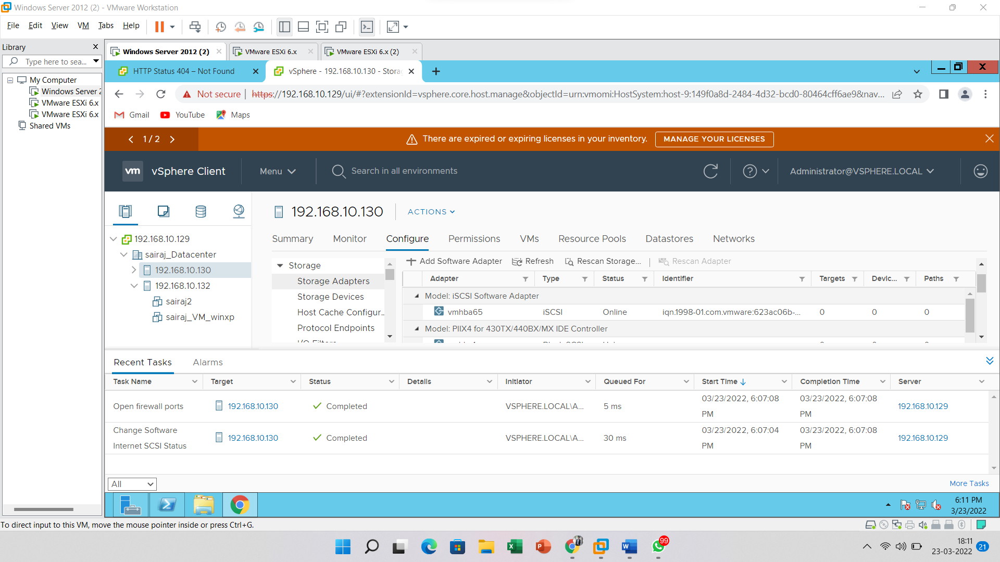 Windows Server 2012 (2) - VMware Workstation
File Edit View VM Tabs Help
Library
Type here to sea...
My Computer
Windows Server 2
VMware ESXi 6.x
VMware ESXi 6.x
Shared VMs
Windows Server 2012 (2)
VMware ESXi 6.x
VMware ESXi 6.x (2)
HTTP Status 404 – Not Found
vSphere - 192.168.10.130 - Stora
Not secure
https://192.168.10.129/ui/#?extensionId=vsphere.core.host.manage&objectId=urn:vmomi:HostSystem:host-9:149f0a8d-2484-4d32-bcd0-80464cff6ae9&nav...
Gmail YouTube Maps
1 / 2
There are expired or expiring licenses in your inventory.
MANAGE YOUR LICENSES
vm vSphere Client
Menu
Search in all environments
Administrator@VSPHERE.LOCAL
192.168.10.129
sairaj_Datacenter
192.168.10.130
192.168.10.132
sairaj2
sairaj_VM_winxp
192.168.10.130
ACTIONS
Summary Monitor Configure Permissions VMs Resource Pools Datastores Networks
Storage
Storage Adapters
Storage Devices
Host Cache Configur..
Protocol Endpoints
I/O Filters
Add Software Adapter Refresh Rescan Storage... Rescan Adapter
Adapter Type Status Identifier Targets Devic... Paths
Model: iSCSI Software Adapter
vmhba65 iSCSI Online iqn.1998-01.com.vmware:623ac06b-... 0 0 0
Model: PIIX4 for 430TX/440BX/MX IDE Controller
Recent Tasks Alarms
Task Name Target Status Details Initiator Queued For Start Time Completion Time Server
Open firewall ports 192.168.10.130 Completed VSPHERE.LOCAL\A... 5 ms 03/23/2022, 6:07:08 PM 03/23/2022, 6:07:08 PM 192.168.10.129
Change Software Internet SCSI Status 192.168.10.130 Completed VSPHERE.LOCAL\A... 30 ms 03/23/2022, 6:07:04 PM 03/23/2022, 6:07:08 PM 192.168.10.129
All
More Tasks
6:11 PM
3/23/2022
To direct input to this VM, move the mouse pointer inside or press Ctrl+G.
99
18:11
23-03-2022
21